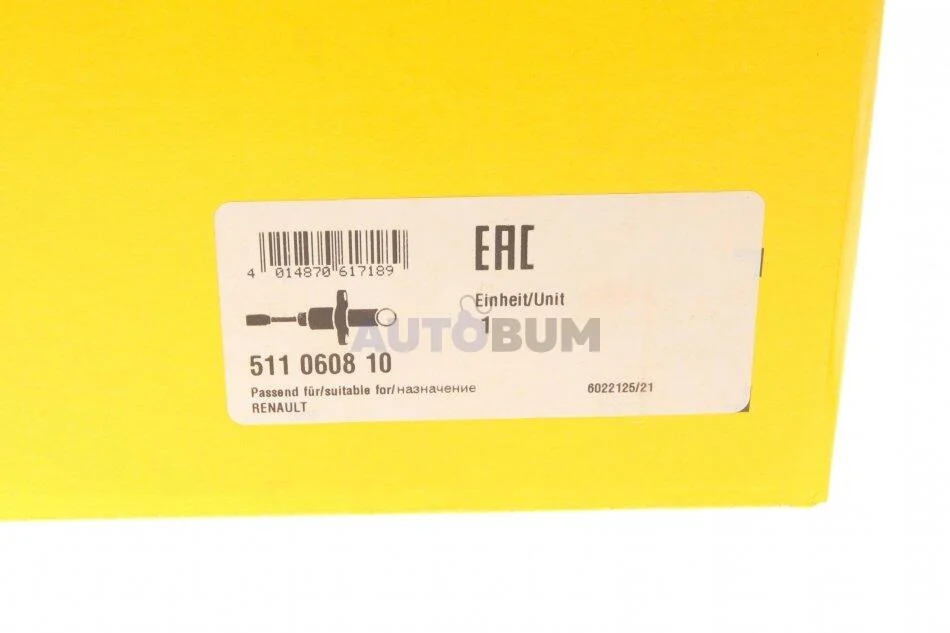 4 014870 617189
EAC
Einheit/Unit
1
AUTOBUM
511 0608 10
Passend für/suitable for/назначение
RENAULT
6022125/21